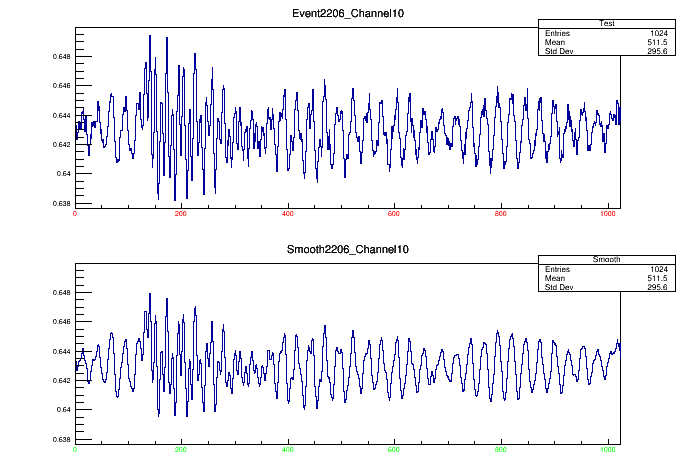 Event2206_Channel10
Test
Entries 1024
Mean 511.5
Std Dev 295.6
0.648
0.646
0.644
0.642
0.64
0.638
0 200 400 600 800 1000
Smooth2206_Channel10
Smooth
Entries 1024
Mean 511.5
Std Dev 295.6
0.648
0.646
0.644
0.642
0.64
0.638
0 200 400 600 800 1000